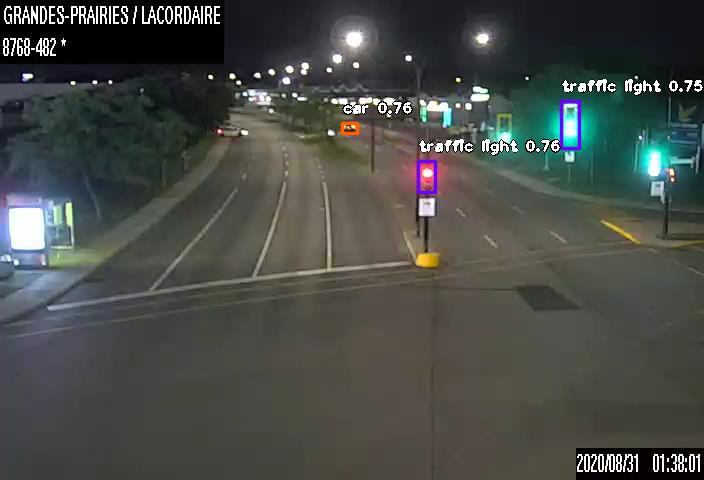 GRANDES-PRAIRIES / LACORDAIRE
8768-482 *
traffic light 0.75
car 0.76
traffic light 0.76
2020/08/31 01:38:01